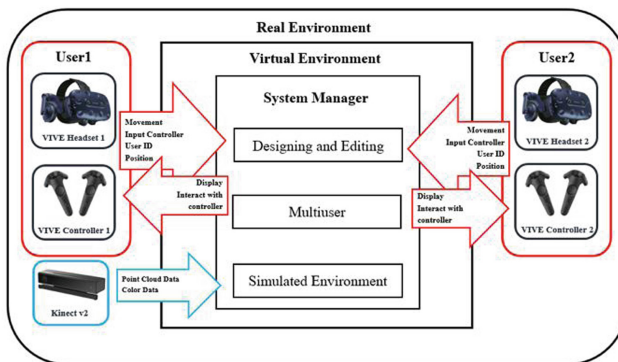 Real Environment
User1
Virtual Environment
User2
System Manager
VIVE Headset 1
Movement
Input Controller
User ID
Position
Designing and Editing
Movement
Input Controller
User ID
Position
VIVE Headset 2
Display
Interact with
controller
Multiuser
Display
Interact with
controller
VIVE Controller 1
VIVE Controller 2
Point Cloud Data
Color Data
Simulated Environment
Kinect v2